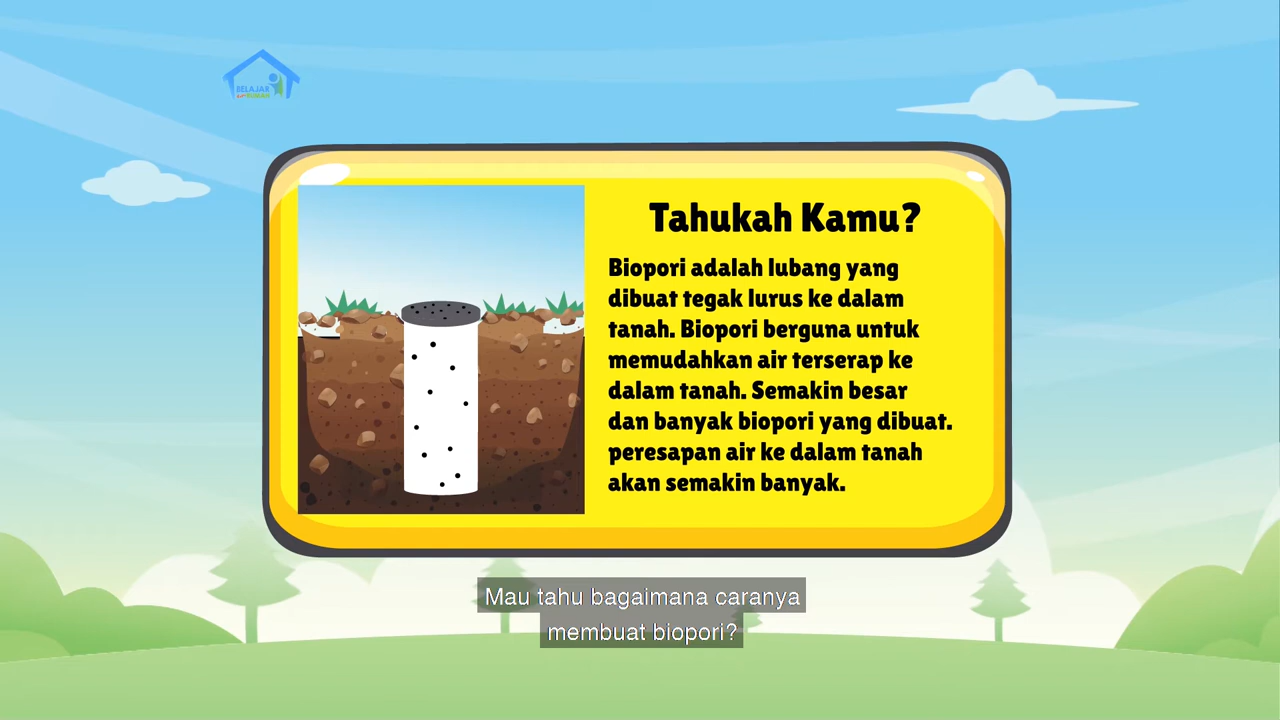 BELAJAR
dari RUMAH
Tahukah Kamu?
Biopori adalah lubang yang
dibuat tegak lurus ke dalam
tanah. Biopori berguna untuk
memudahkan air terserap ke
dalam tanah. Semakin besar
dan banyak biopori yang dibuat.
peresapan air ke dalam tanah
akan semakin banyak.
Mau tahu bagaimana caranya
membuat biopori?